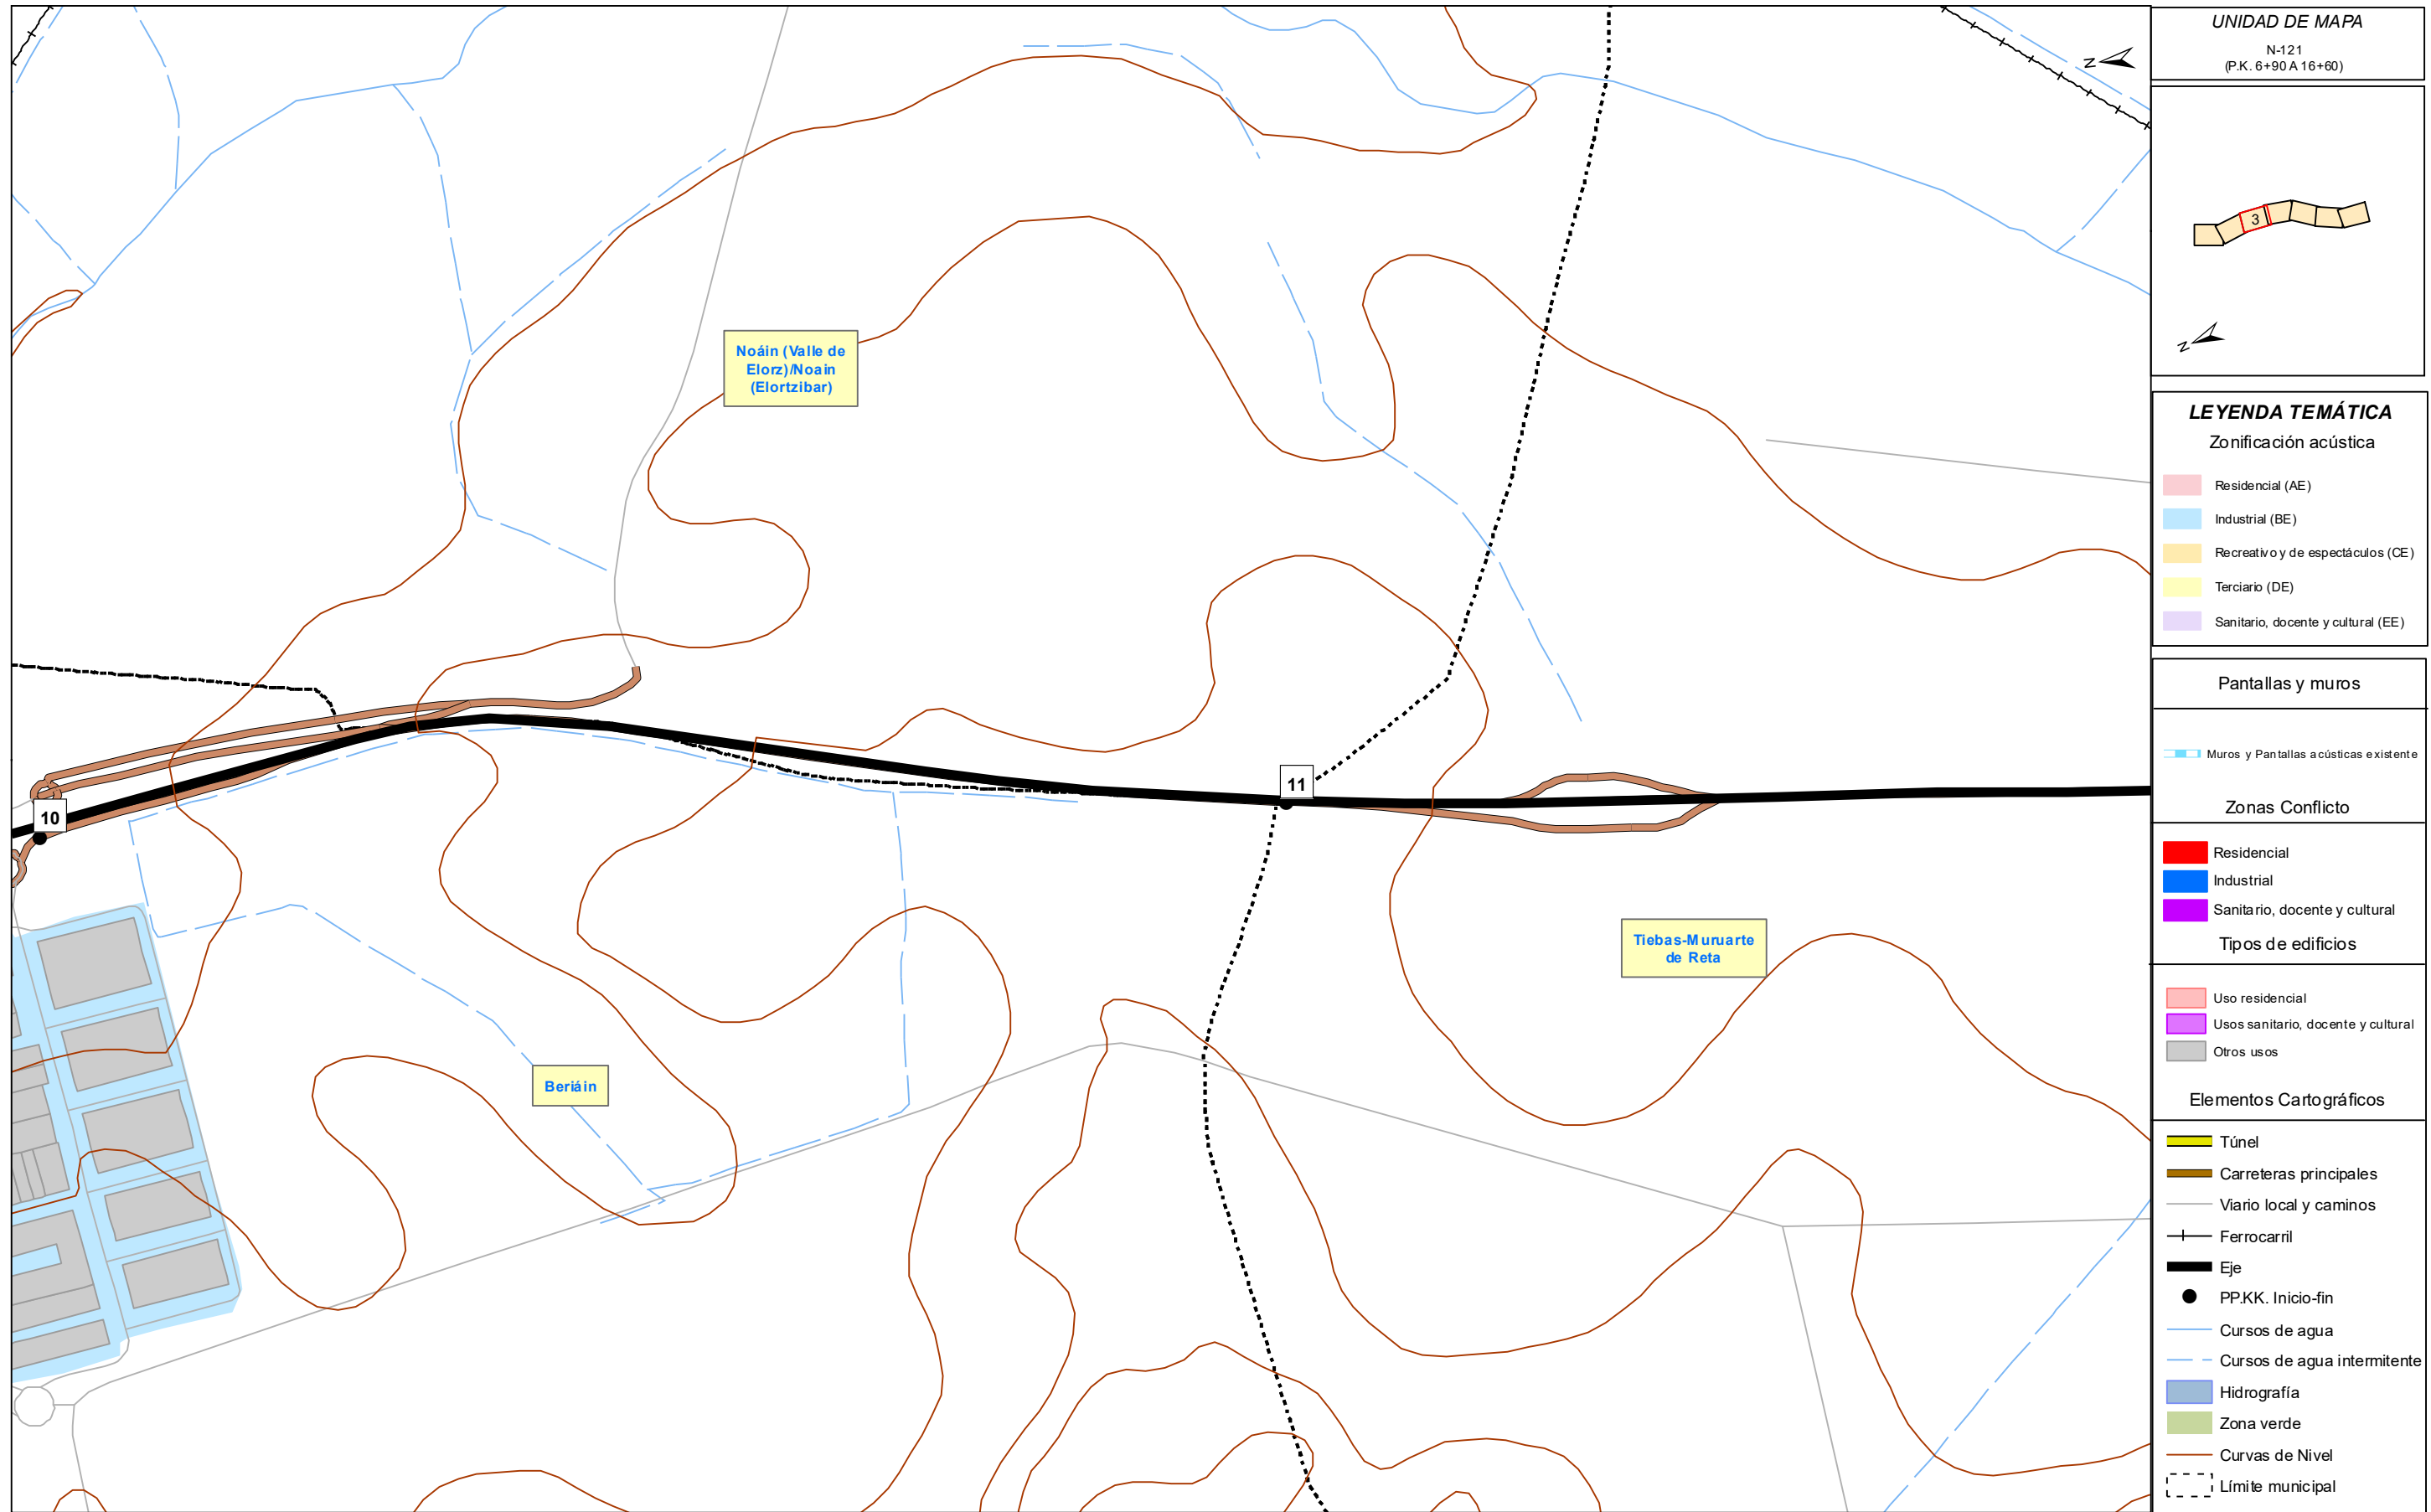 Noáin (Valle de
Elorz)/Noain
(Elortzibar)
10
11
Tiebas-Muruarte
de Reta
Beriáin
UNIDAD DE MAPA
N-121
(P.K. 6+90 A 16+60)
N
3
N
LEYENDA TEMÁTICA
Zonificación acústica
Residencial (AE)
Industrial (BE)
Recreativo y de espectáculos (CE)
Terciario (DE)
Sanitario, docente y cultural (EE)
Pantallas y muros
Muros y Pantallas acústicas existente
Zonas Conflicto
Residencial
Industrial
Sanitario, docente y cultural
Tipos de edificios
Uso residencial
Usos sanitario, docente y cultural
Otros usos
Elementos Cartográficos
Túnel
Carreteras principales
Viario local y caminos
Ferrocarril
Eje
PP.KK. Inicio-fin
Cursos de agua
Cursos de agua intermitente
Hidrografía
Zona verde
Curvas de Nivel
Límite municipal